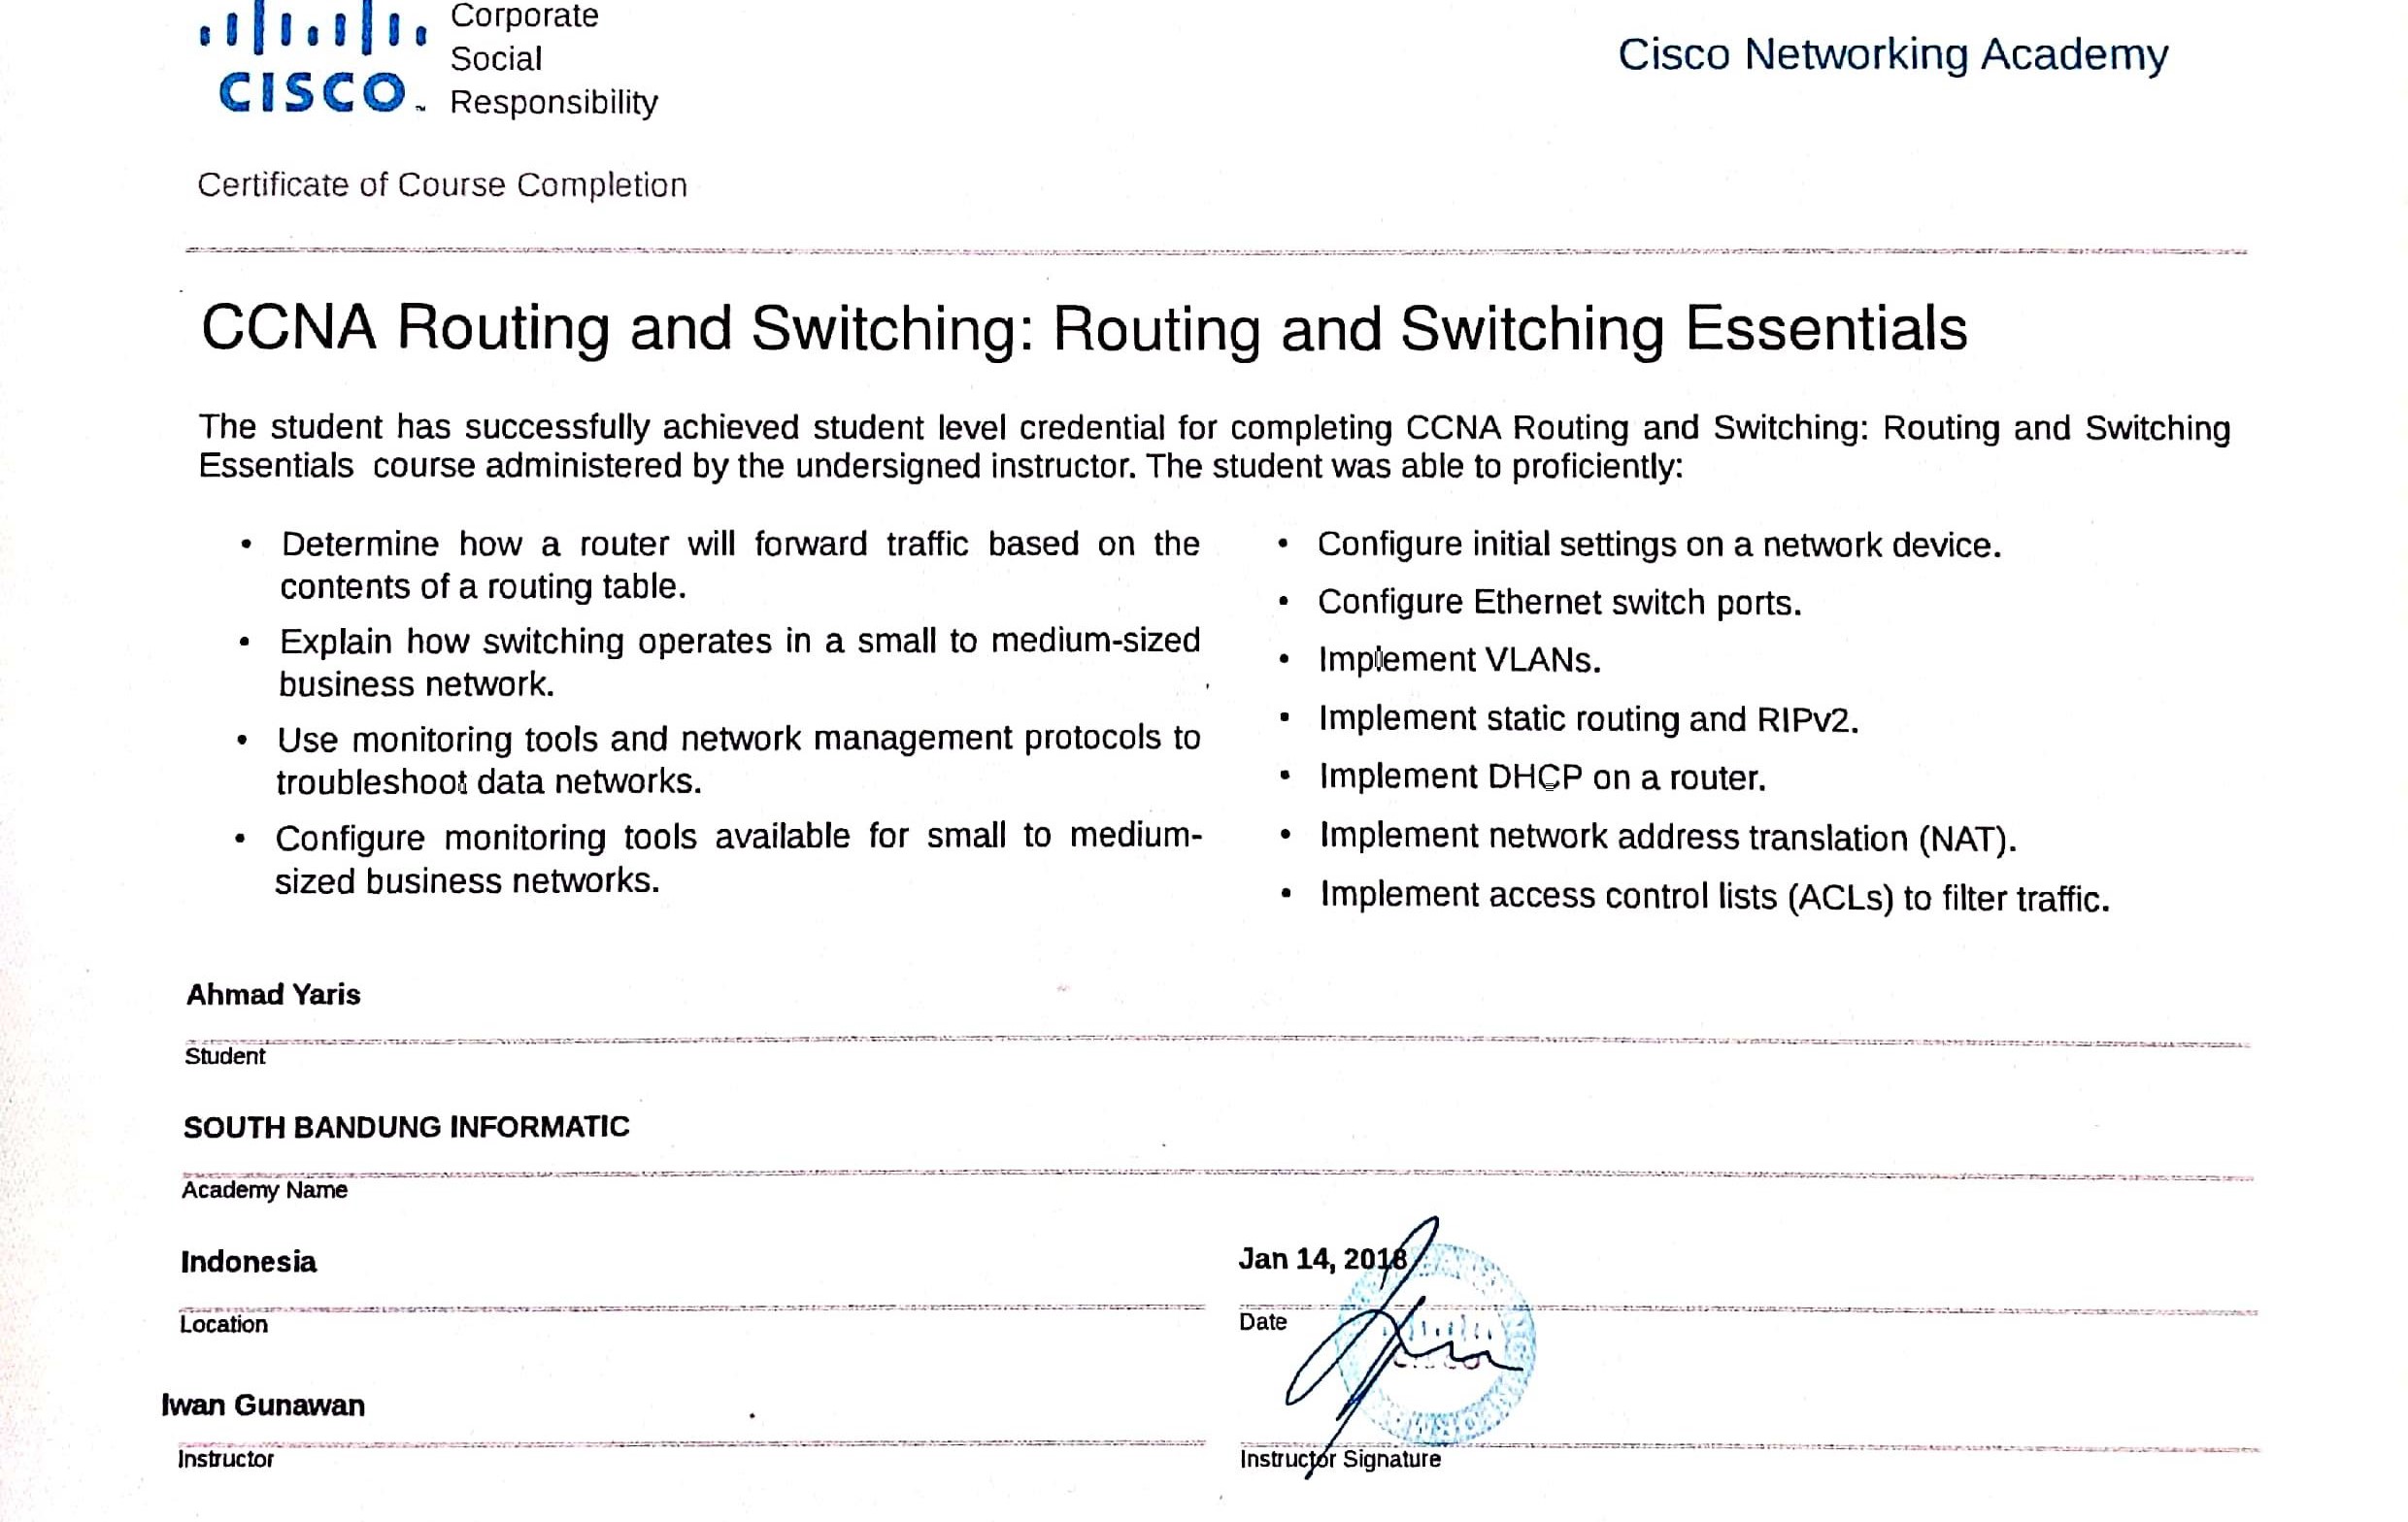 Corporate
Social
CISCO™ Responsibility
Cisco Networking Academy
Certificate of Course Completion
CCNA Routing and Switching: Routing and Switching Essentials
The student has successfully achieved student level credential for completing CCNA Routing and Switching: Routing and Switching
Essentials course administered by the undersigned instructor. The student was able to proficiently:
• Determine how a router will forward traffic based on the
contents of a routing table.
• Explain how switching operates in a small to medium-sized
business network.
• Use monitoring tools and network management protocols to
troubleshoot data networks.
• Configure monitoring tools available for small to medium-
sized business networks.
• Configure initial settings on a network device.
• Configure Ethernet switch ports.
• Implement VLANs.
• Implement static routing and RIPv2.
• Implement DHCP on a router.
• Implement network address translation (NAT).
• Implement access control lists (ACLs) to filter traffic.
Ahmad Yaris
Student
SOUTH BANDUNG INFORMATIC
Academy Name
Indonesia
Location
Jan 14, 2018
Date
Iwan Gunawan
Instructor
Instructor Signature